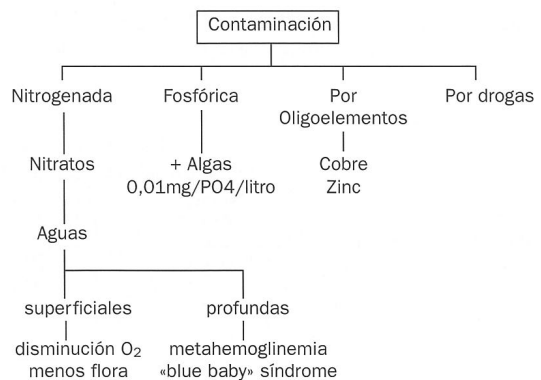 Contaminación
Nitrogenada
Fosfórica
Por
Oligoelementos
Por drogas
Nitratos
+ Algas
0,01mg/PO4/litro
Cobre
Zinc
Aguas
superficiales
profundas
disminución O2
menos flora
metahemoglinemia
«blue baby» síndrome